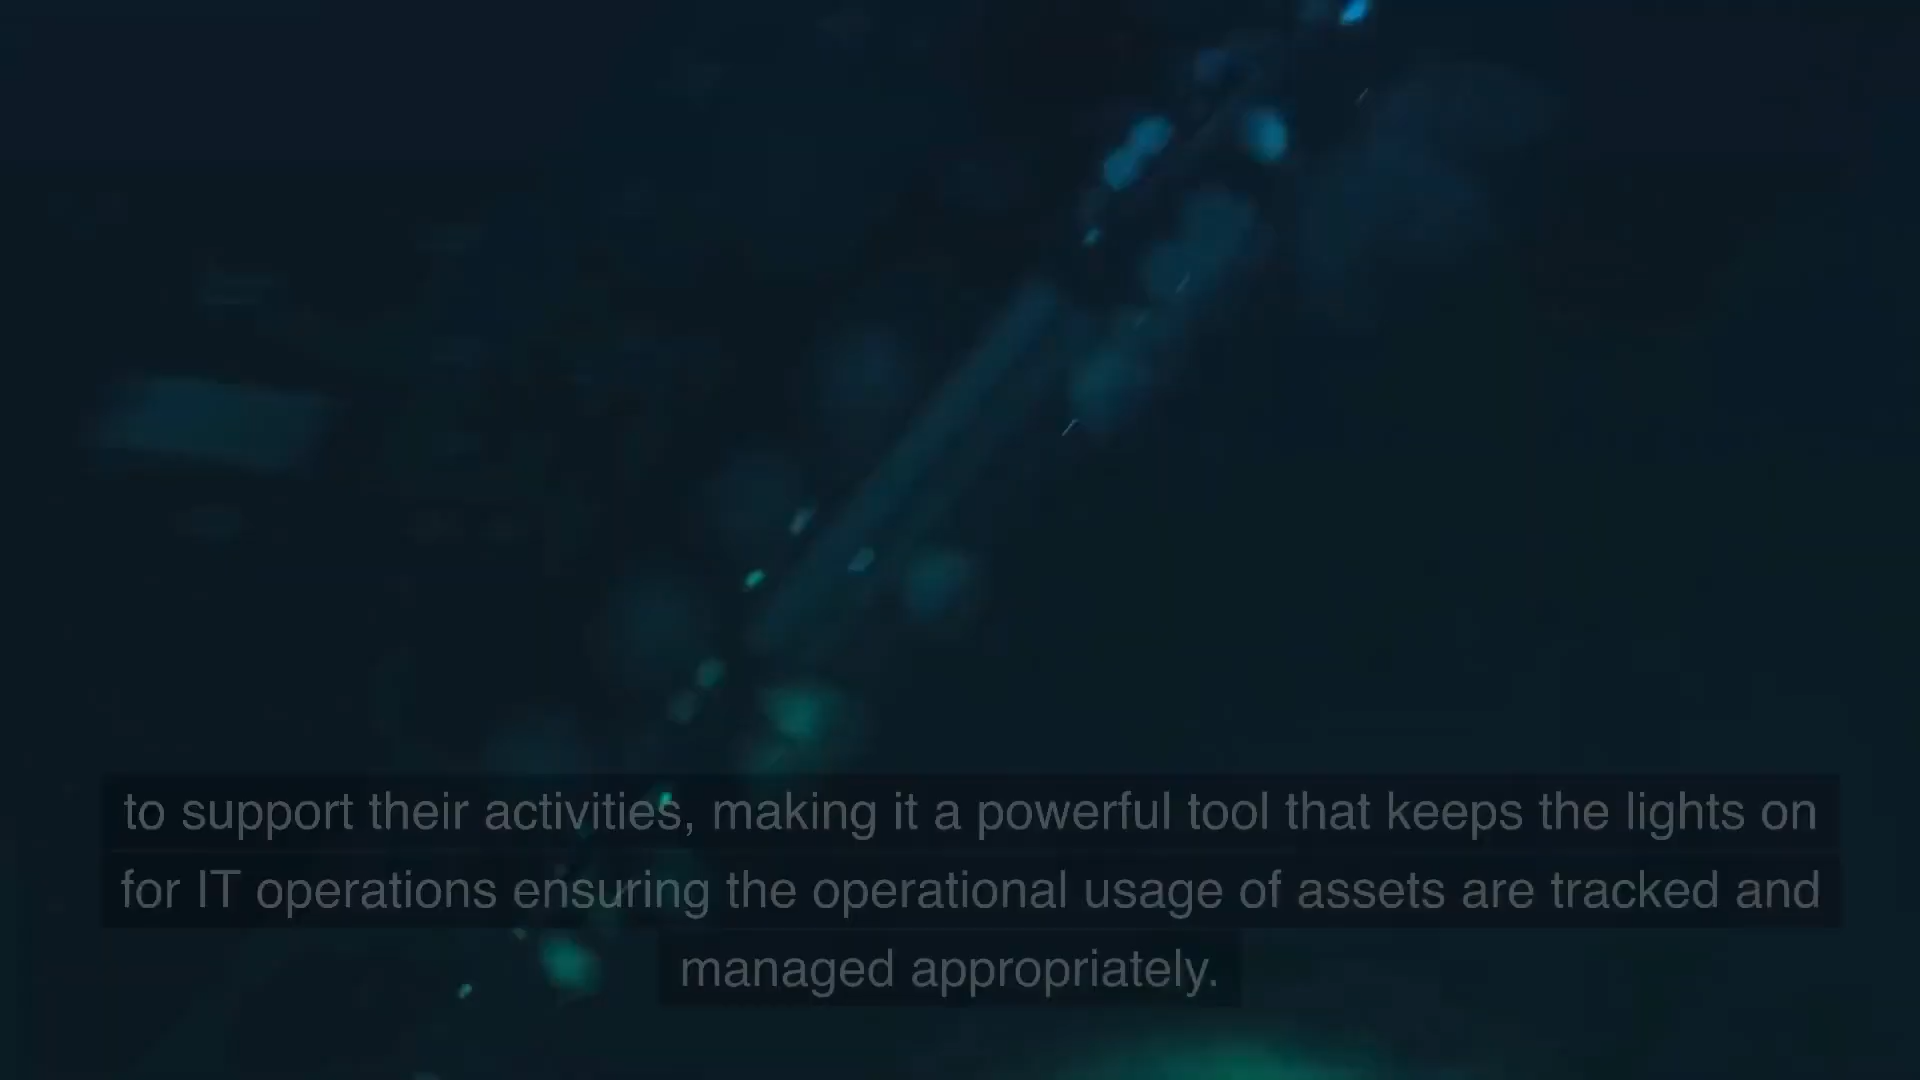 to support their activities, making it a powerful tool that keeps the lights on
for IT operations ensuring the operational usage of assets are tracked and
managed appropriately.